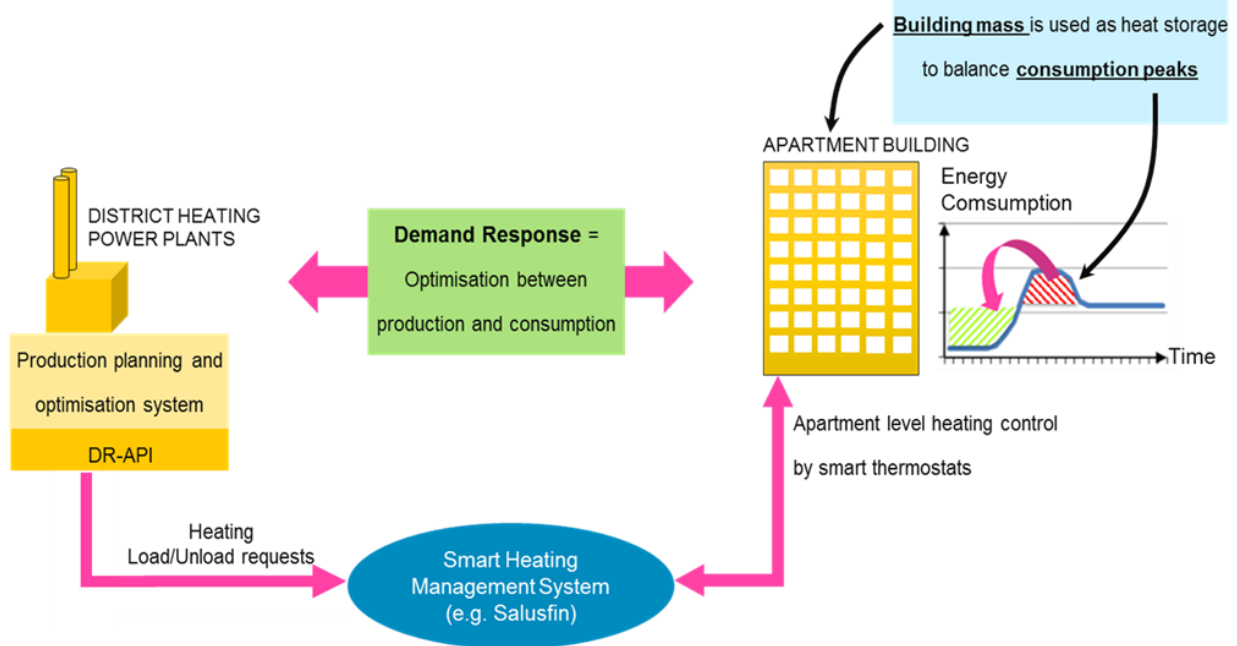 Building mass is used as heat storage
to balance consumption peaks
APARTMENT BUILDING
Energy
Comsumption
Time
DISTRICT HEATING
POWER PLANTS
Demand Response =
Optimisation between
production and consumption
Production planning and
optimisation system
DR-API
Apartment level heating control
by smart thermostats
Heating
Load/Unload requests
Smart Heating
Management System
(e.g. Salusfin)